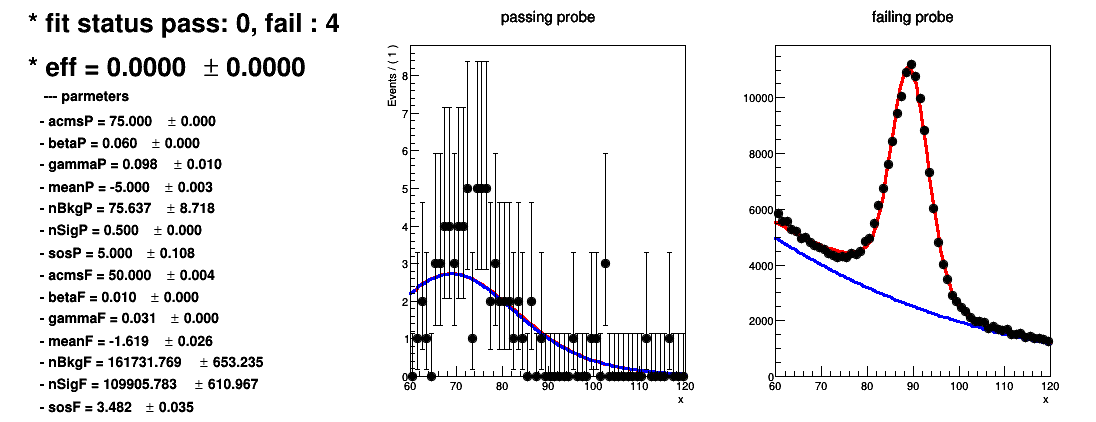 * fit status pass: 0, fail : 4
* eff = 0.0000 ± 0.0000
--- parmeters
- acmsP = 75.000 ± 0.000
- betaP = 0.060 ± 0.000
- gammaP = 0.098 ± 0.010
- meanP = -5.000 ± 0.003
- nBkgP = 75.637 ± 8.718
- nSigP = 0.500 ± 0.000
- sosP = 5.000 ± 0.108
- acmsF = 50.000 ± 0.004
- betaF = 0.010 ± 0.000
- gammaF = 0.031 ± 0.000
- meanF = -1.619 ± 0.026
- nBkgF = 161731.769 ± 653.235
- nSigF = 109905.783 ± 610.967
- sosF = 3.482 ± 0.035
passing probe
Events / ( 1 )
8
7
6
5
4
3
2
1
0
60 70 80 90 100 110 120
x
failing probe
10000
8000
6000
4000
2000
0
60 70 80 90 100 110 120
x